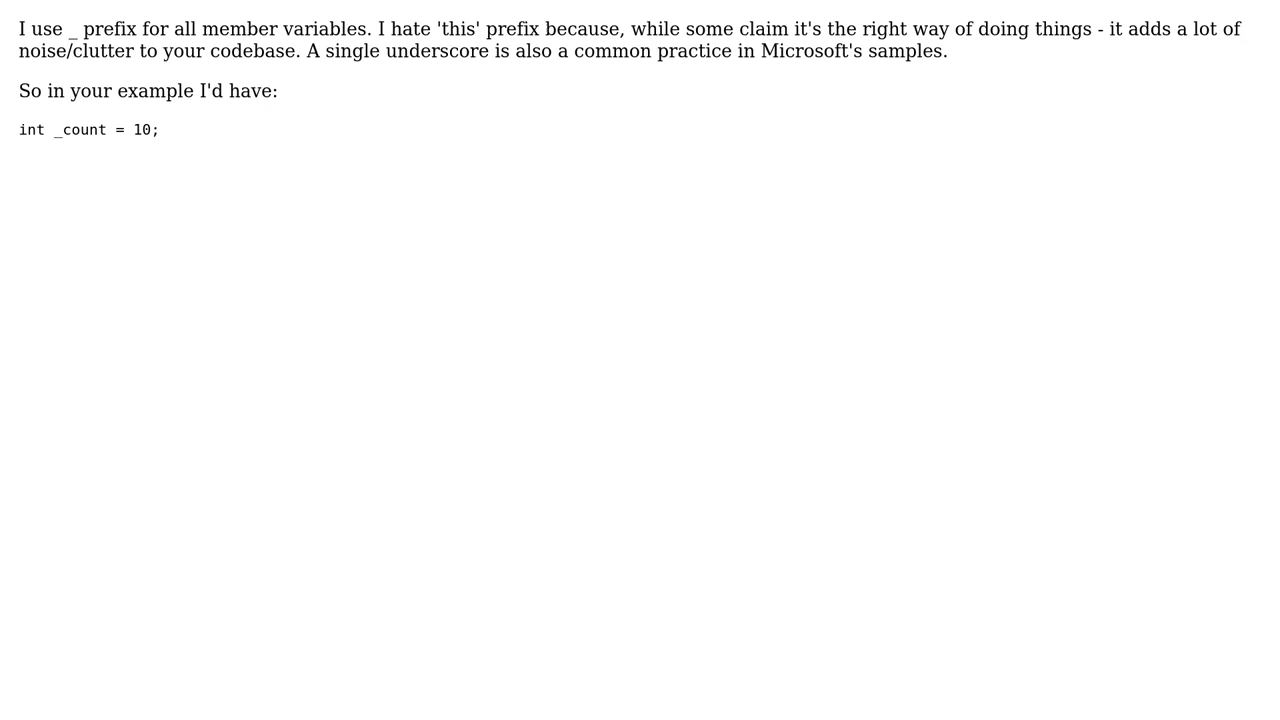 I use _ prefix for all member variables. I hate 'this' prefix because, while some claim it's the right way of doing things - it adds a lot of
noise/clutter to your codebase. A single underscore is also a common practice in Microsoft's samples.
So in your example I'd have:
int _count = 10;